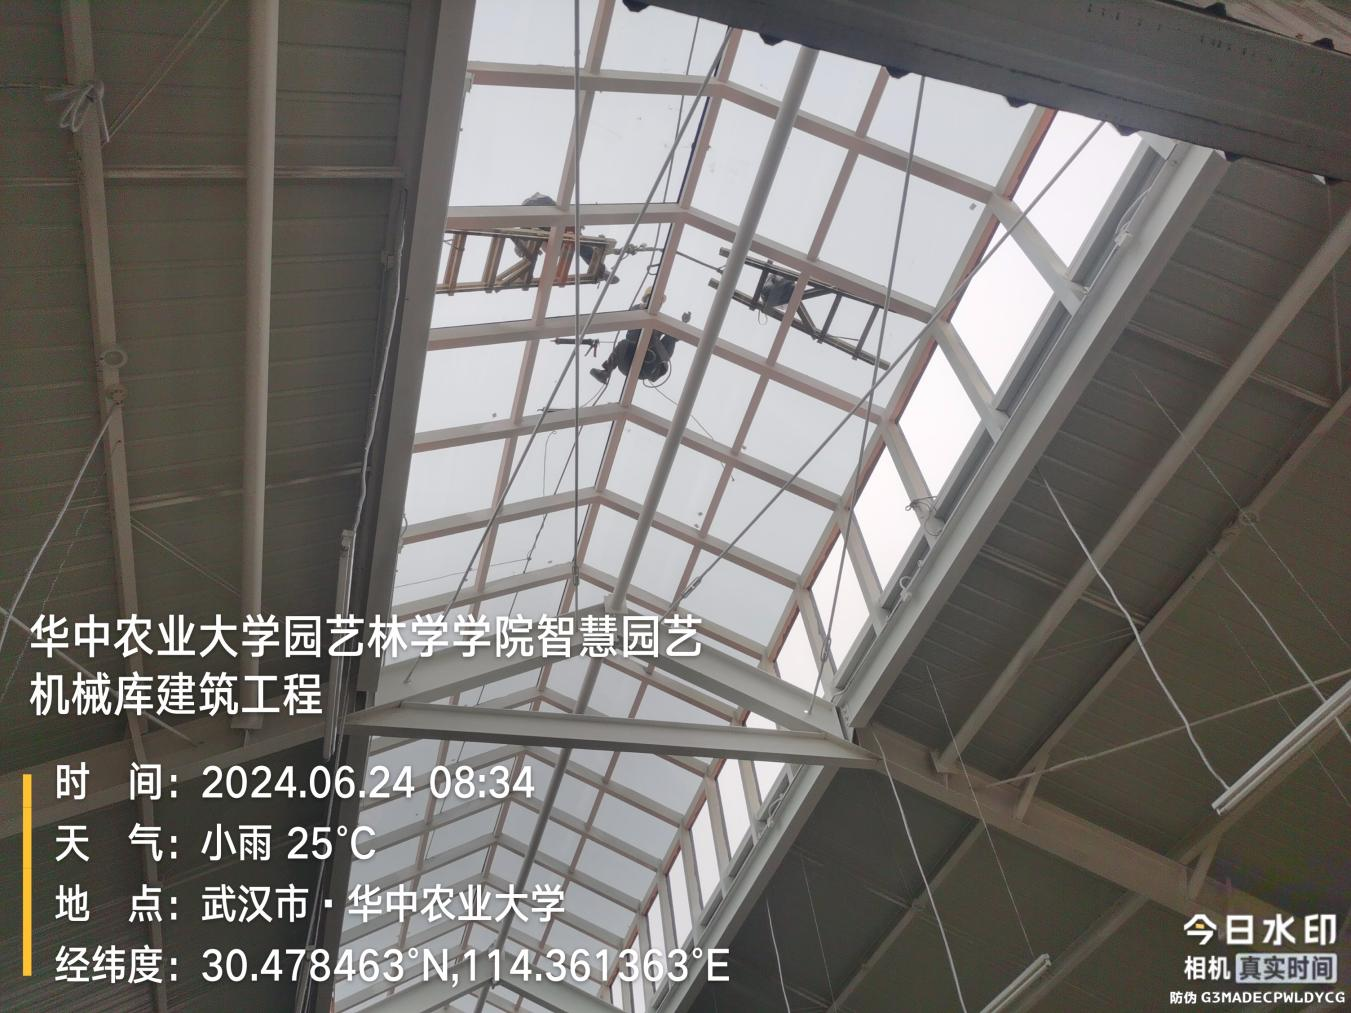 华中农业大学园艺林学学院智慧园艺
机械库建筑工程
时 间：2024.06.24 08:34
天 气：小雨 25°C
地 点：武汉市·华中农业大学
经纬度：30.478463°N,114.361363°E
今日水印
相机 真实时间
防伪 G3MADECPWLDYCG